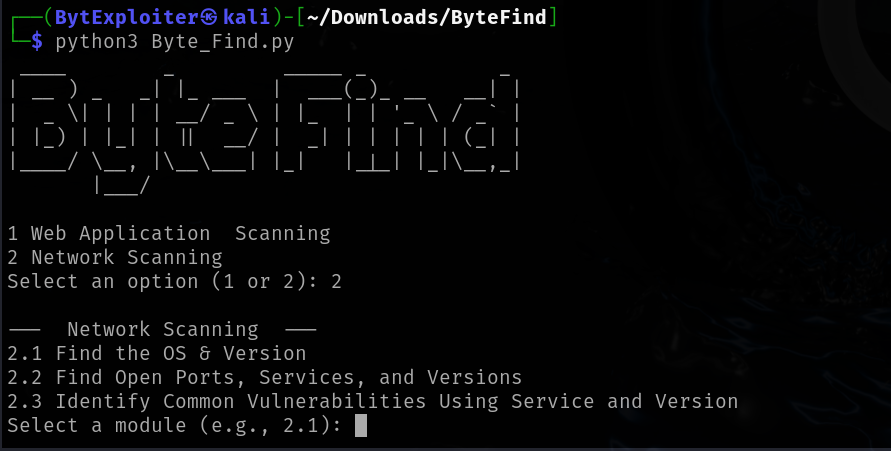 ┌──(BytExploiter㉿kali)-[~/Downloads/ByteFind]
└─$ python3 Byte_Find.py
Byte Find
1 Web Application  Scanning
2 Network Scanning
Select an option (1 or 2): 2
—— Network Scanning ——
2.1 Find the OS & Version
2.2 Find Open Ports, Services, and Versions
2.3 Identify Common Vulnerabilities Using Service and Version
Select a module (e.g., 2.1):